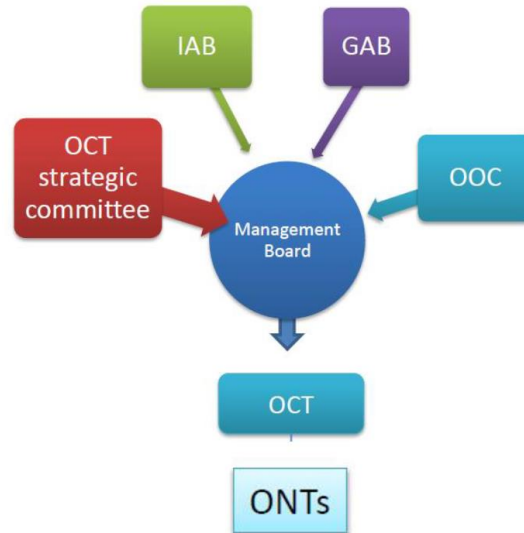 IAB
GAB
OCT
strategic
committee
OOC
Management
Board
OCT
ONTs